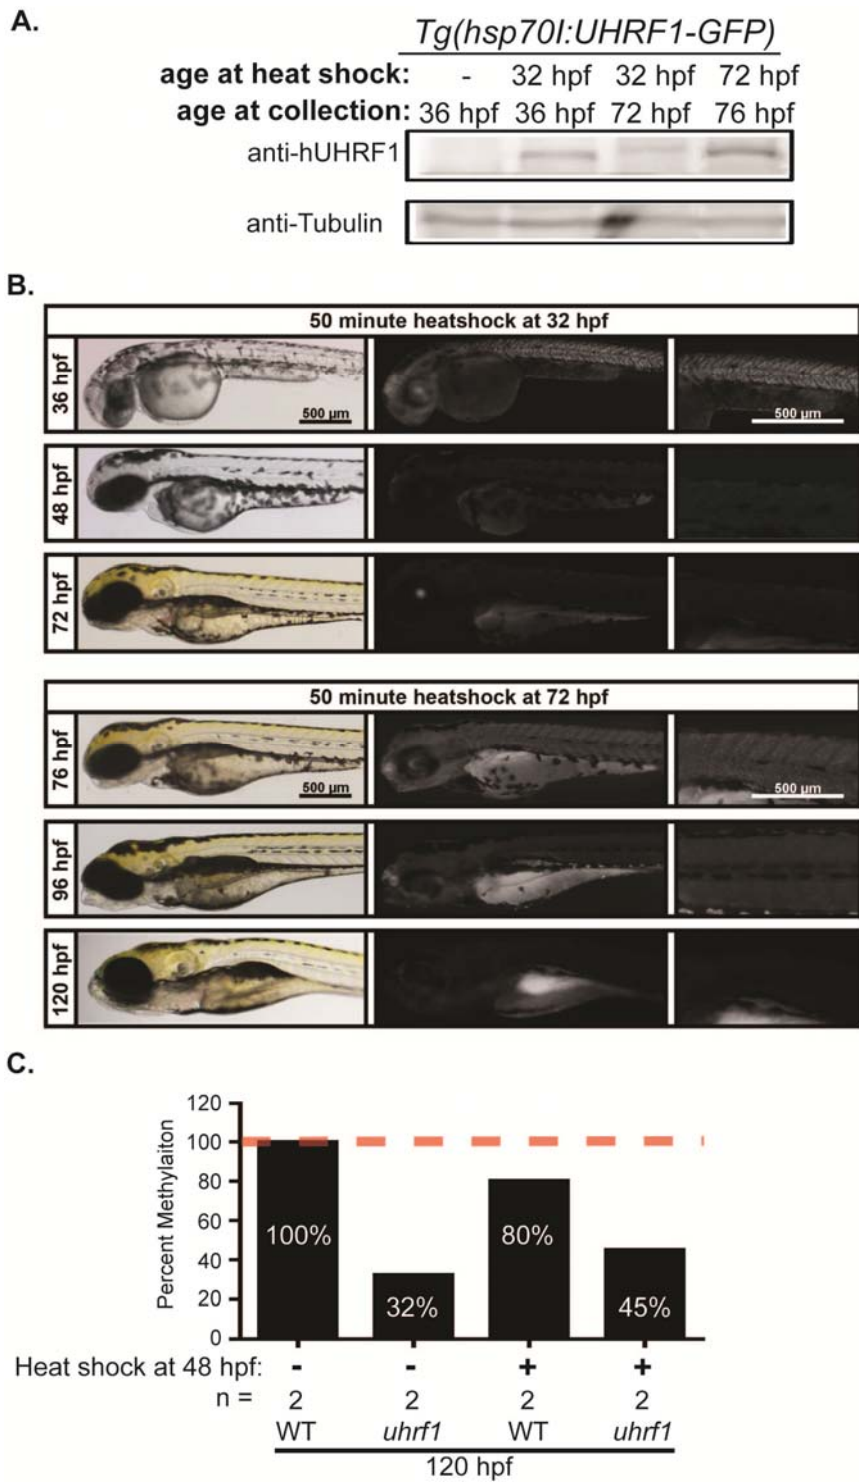 A.
Tg(hsp70I:UHRF1-GFP)
age at heat shock: - 32 hpf 32 hpf 72 hpf
age at collection: 36 hpf 36 hpf 72 hpf 76 hpf
anti-hUHRF1
anti-Tubulin
B.
50 minute heatshock at 32 hpf
36 hpf
500 µm
500 µm
48 hpf
72 hpf
50 minute heatshock at 72 hpf
76 hpf
500 µm
500 µm
96 hpf
120 hpf
C.
Percent Methylaiton
120
100
80
60
40
20
0
100%
32%
80%
45%
Heat shock at 48 hpf: - - + +
n = 2 2 2 2
WT uhrf1 WT uhrf1
120 hpf